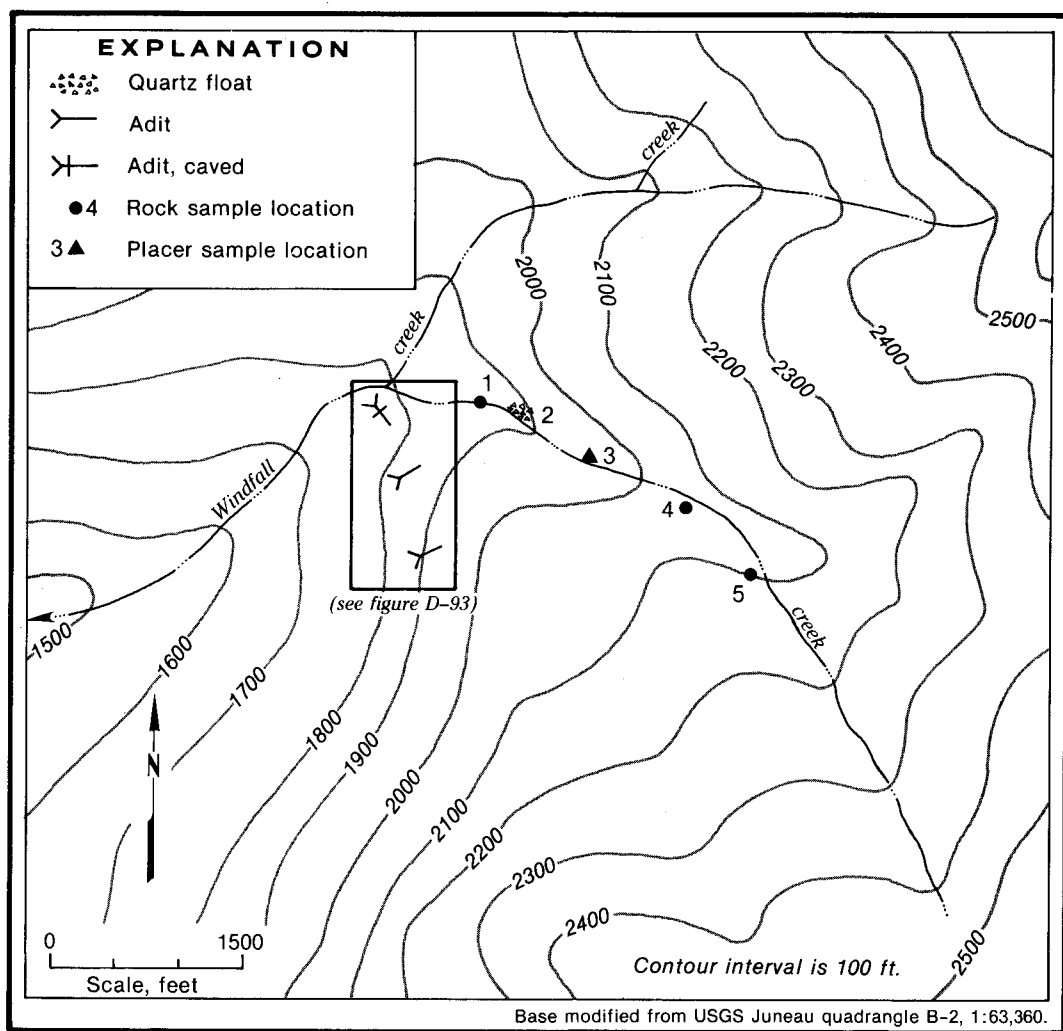 EXPLANATION
Quartz float
Adit
Adit, caved
4 Rock sample location
3 Placer sample location
creek
2000
2100
2500
creek
2200
2400
2300
1
2
3
4
5
Windfall
(see figure D-93)
creek
1500
1600
1700
1800
1900
2000
2100
2200
2300
2400
2500
N
0 1500
Scale, feet
Contour interval is 100 ft.
Base modified from USGS Juneau quadrangle B-2, 1:63,360.